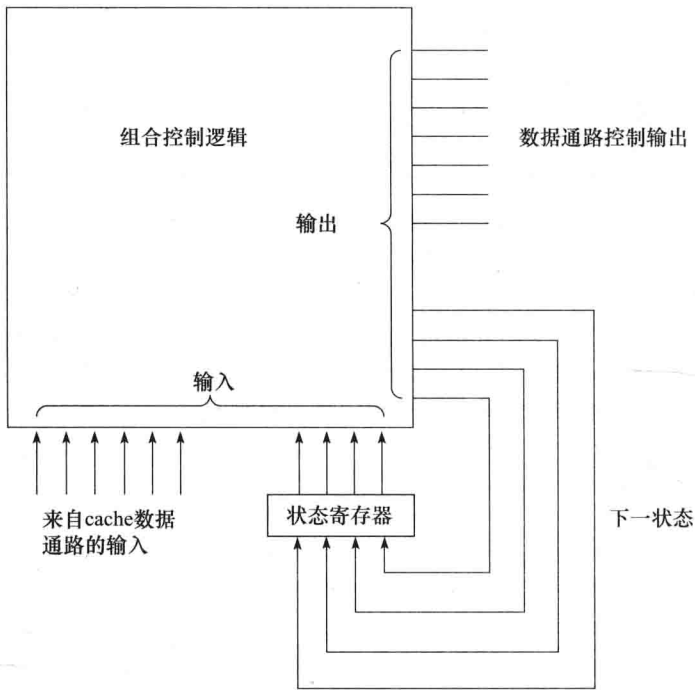 组合控制逻辑
数据通路控制输出
输出
输入
来自cache数据
通路的输入
状态寄存器
下一状态